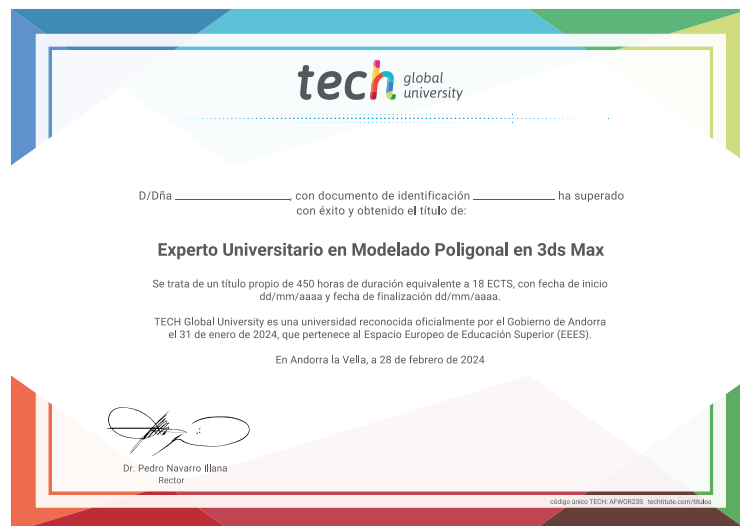 tech global university
D/Dña ____________, con documento de identificación ____________ ha superado
con éxito y obtenido el título de:
Experto Universitario en Modelado Poligonal en 3ds Max
Se trata de un título propio de 450 horas de duración equivalente a 18 ECTS, con fecha de inicio
dd/mm/aaaa y fecha de finalización dd/mm/aaaa.
TECH Global University es una universidad reconocida oficialmente por el Gobierno de Andorra
el 31 de enero de 2024, que pertenece al Espacio Europeo de Educación Superior (EEES).
En Andorra la Vella, a 28 de febrero de 2024
Dr. Pedro Navarro Illana
Rector
código único TECH: AFWOR23S techtitute.com/titulos